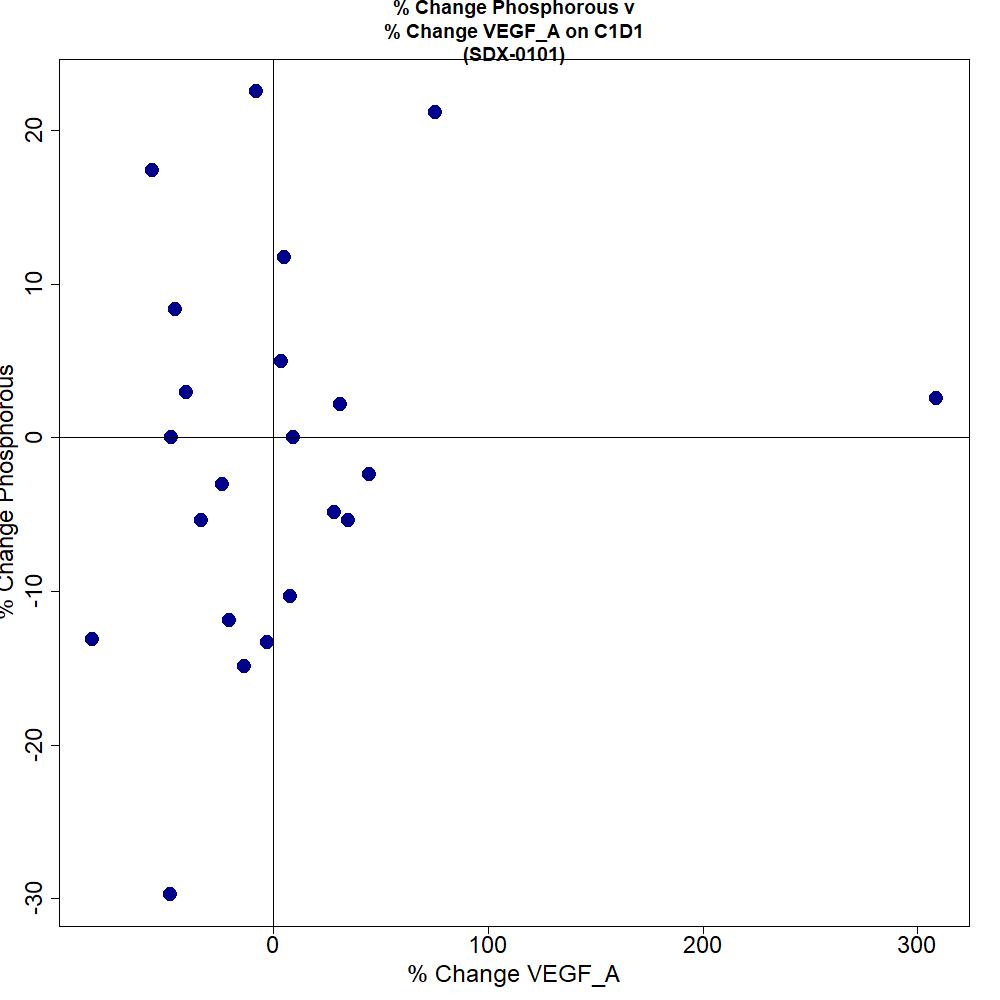 % Change Phosphorous v
% Change VEGF_A on C1D1
(SDX-0101)
20
10
0
-10
-20
-30
% Change Phosphorous
0 100 200 300
% Change VEGF_A